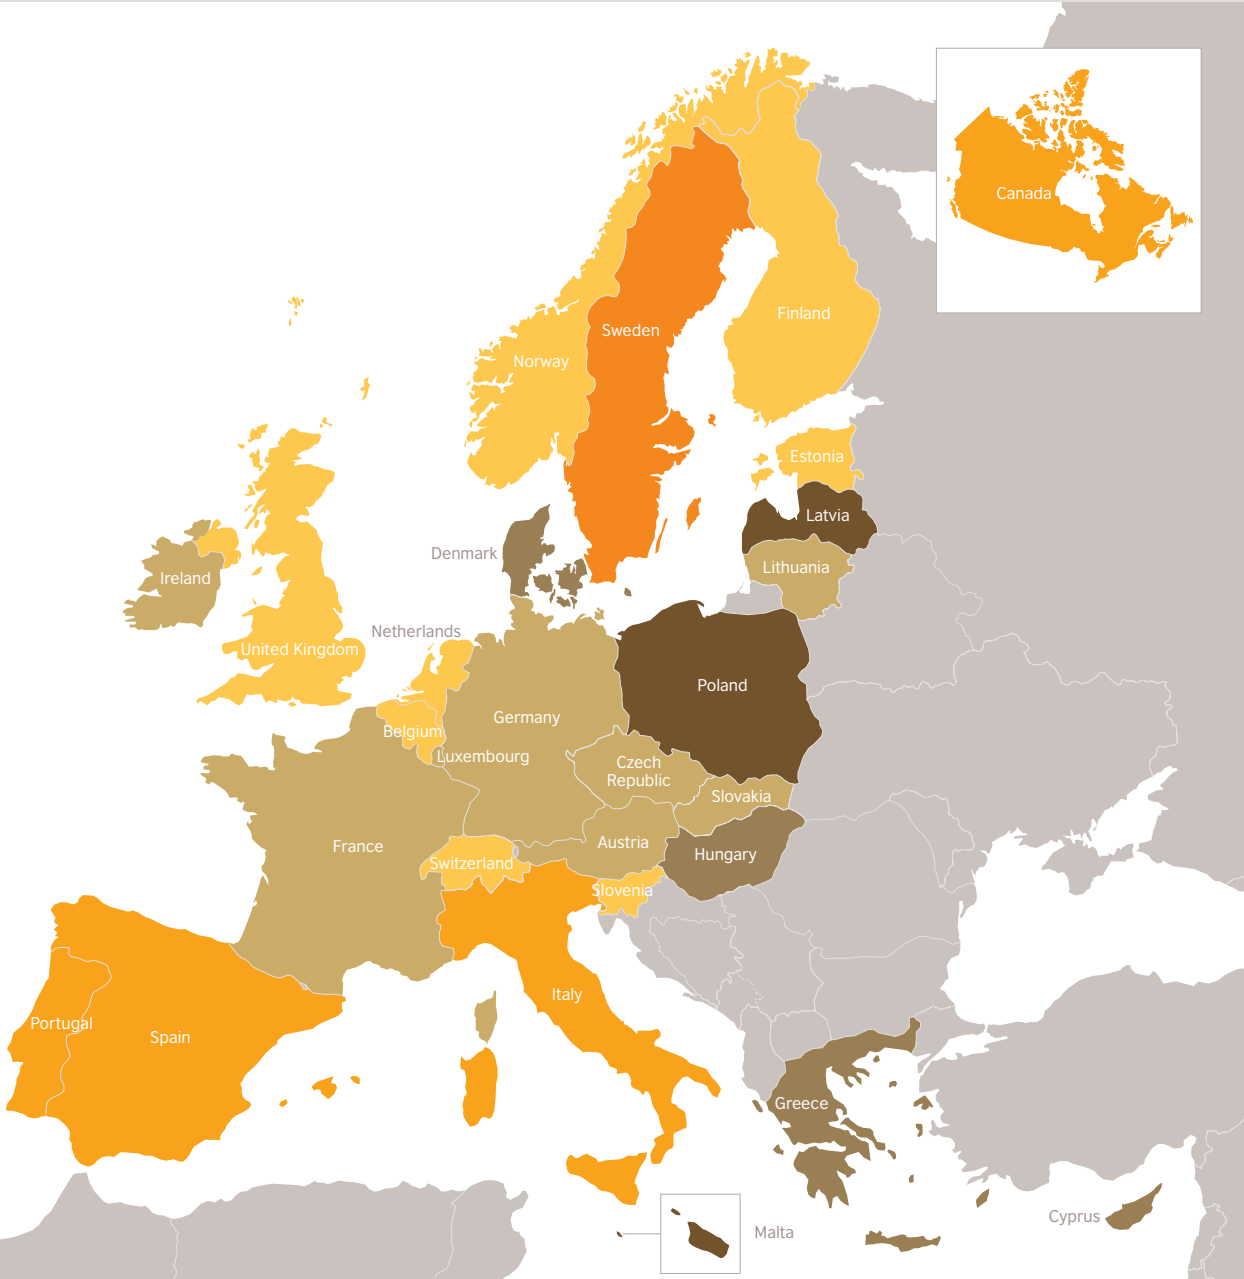 Canada
Finland
Sweden
Norway
Estonia
Latvia
Denmark
Lithuania
Ireland
Netherlands
United Kingdom
Poland
Germany
Belgium
Luxembourg
Czech
Republic
Slovakia
Austria
France
Hungary
Switzerland
Slovenia
Italy
Portugal
Spain
Greece
Cyprus
Malta